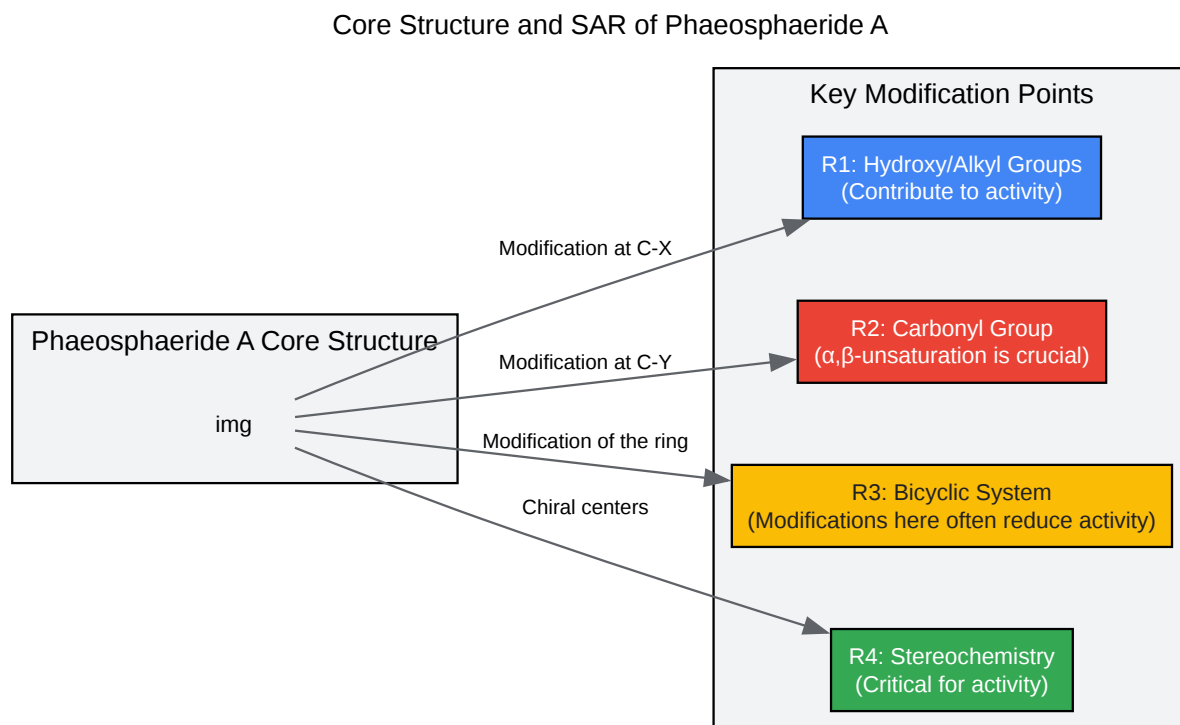 Core Structure and SAR of Phaeosphaeride A
Key Modification Points
R1: Hydroxy/Alkyl Groups
(Contribute to activity)
Modification at C-X
R2: Carbonyl Group
(α,β-unsaturation is crucial)
Phaeosphaeride A Core Structure
Modification at C-Y
img
Modification of the ring
R3: Bicyclic System
(Modifications here often reduce activity)
Chiral centers
R4: Stereochemistry
(Critical for activity)